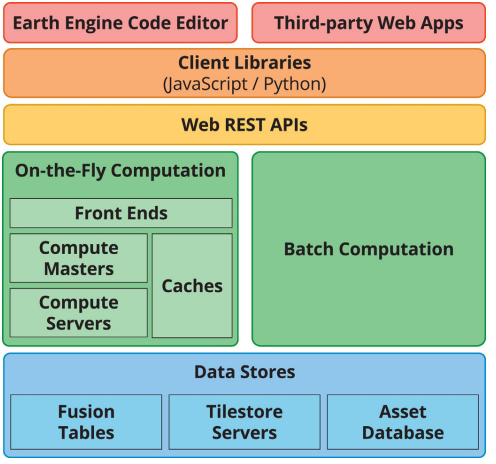 Earth Engine Code Editor
Third-party Web Apps
Client Libraries
(JavaScript / Python)
Web REST APIs
On-the-Fly Computation
Front Ends
Compute
Masters
Compute
Servers
Caches
Batch Computation
Data Stores
Fusion
Tables
Tilestore
Servers
Asset
Database